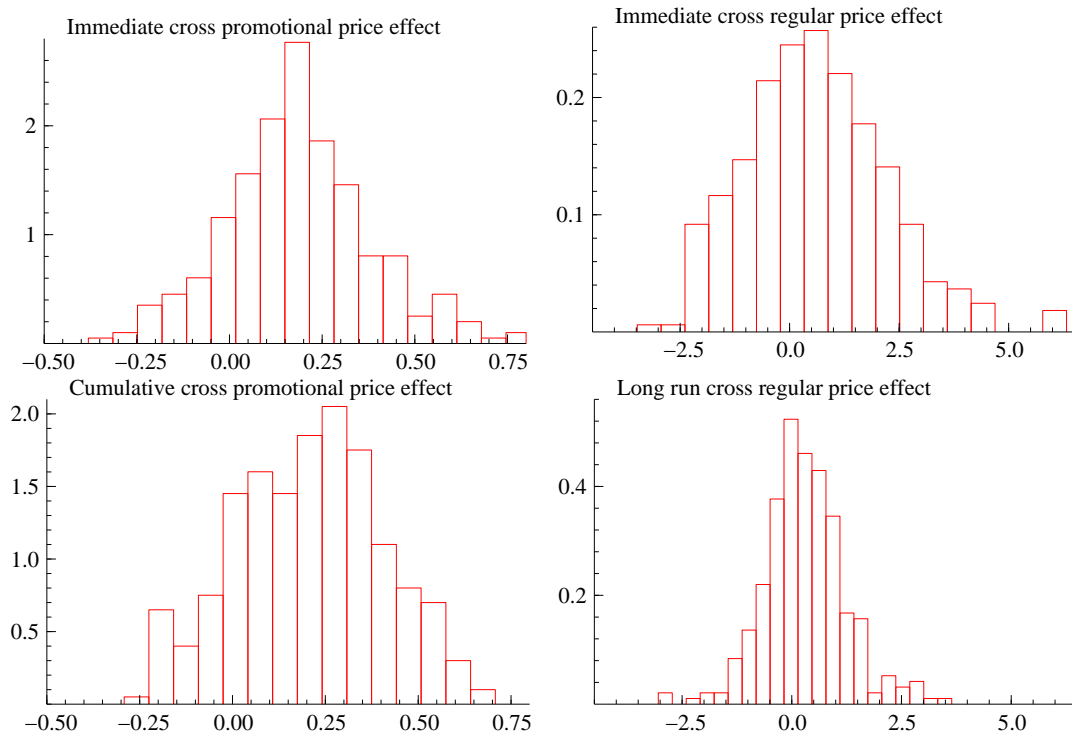 Immediate cross promotional price effect
2
1
−0.50 −0.25 0.00 0.25 0.50 0.75
Immediate cross regular price effect
0.2
0.1
−2.5 0.0 2.5 5.0
Cumulative cross promotional price effect
2.0
1.5
1.0
0.5
−0.50 −0.25 0.00 0.25 0.50 0.75
Long run cross regular price effect
0.4
0.2
−2.5 0.0 2.5 5.0